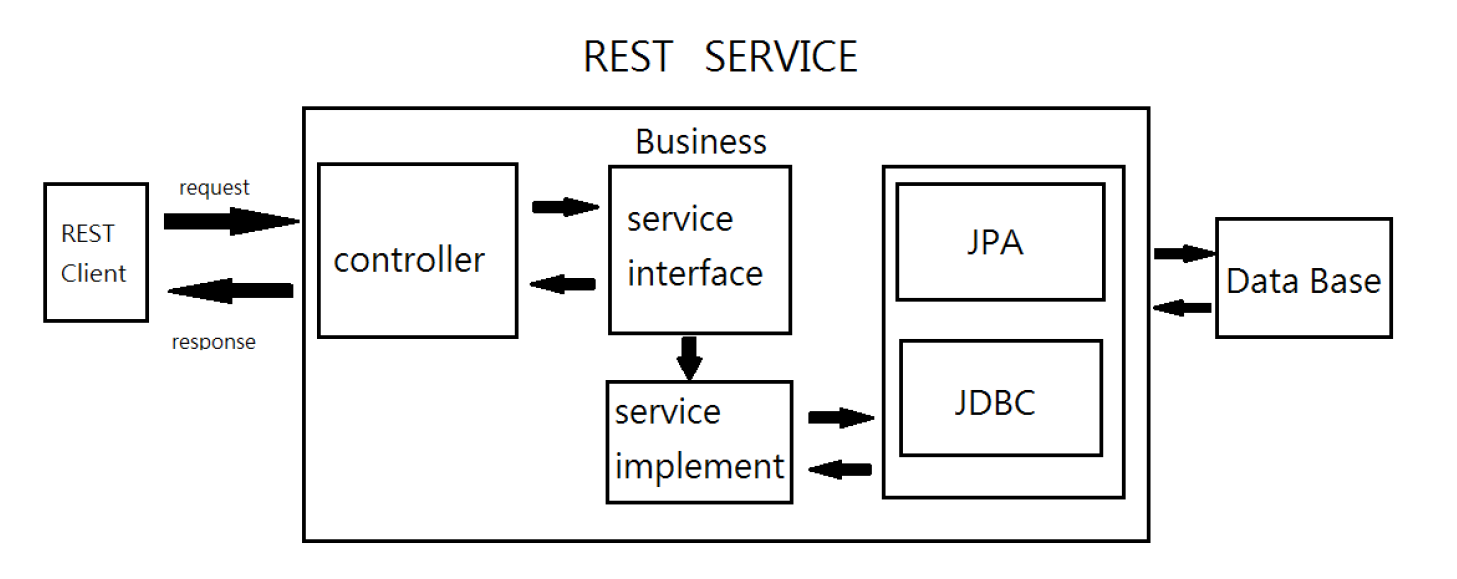 REST SERVICE
Business
request
REST
Client
response
controller
service
interface
service
implement
JPA
JDBC
Data Base